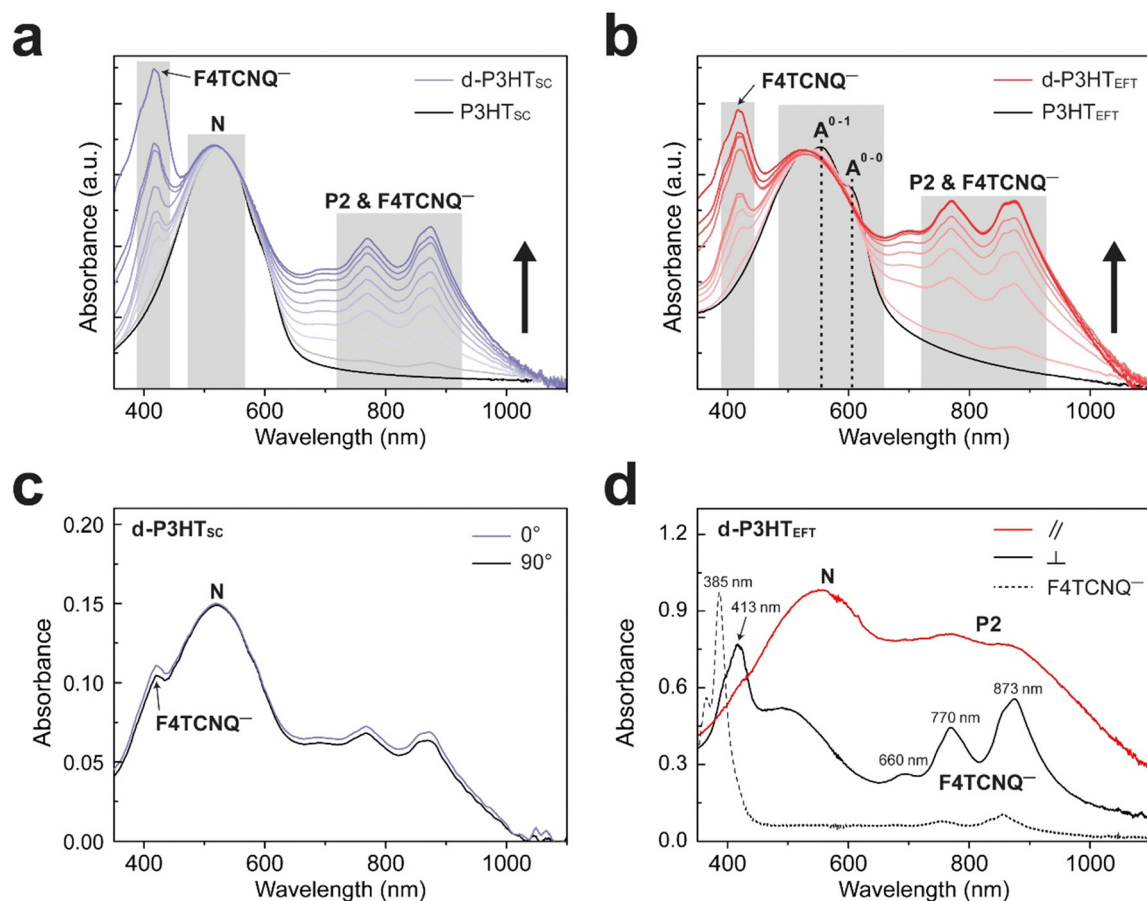 a
F4TCNQ—
d-P3HTSC
P3HTSC
N
P2 & F4TCNQ—
Absorbance (a.u.)
400 600 800 1000
Wavelength (nm)
b
F4TCNQ—
d-P3HTEFT
P3HTEFT
A0-1
A0-0
P2 & F4TCNQ—
Absorbance (a.u.)
400 600 800 1000
Wavelength (nm)
c
d-P3HTSC
0°
90°
N
F4TCNQ—
0.20
0.15
0.10
0.05
0.00
Absorbance
400 600 800 1000
Wavelength (nm)
d
d-P3HTEFT
//
⊥
F4TCNQ—
385 nm
413 nm
N
P2
660 nm
770 nm
873 nm
F4TCNQ—
1.2
0.9
0.6
0.3
0.0
Absorbance
400 600 800 1000
Wavelength (nm)